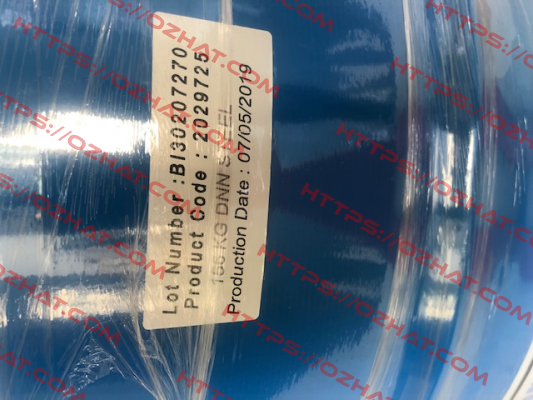 Lot Number :BI30207270
Product Code : 2029725
KG DNN STEEL
Production Date : 07/05/2019
HTTPS://OZHAT.COM